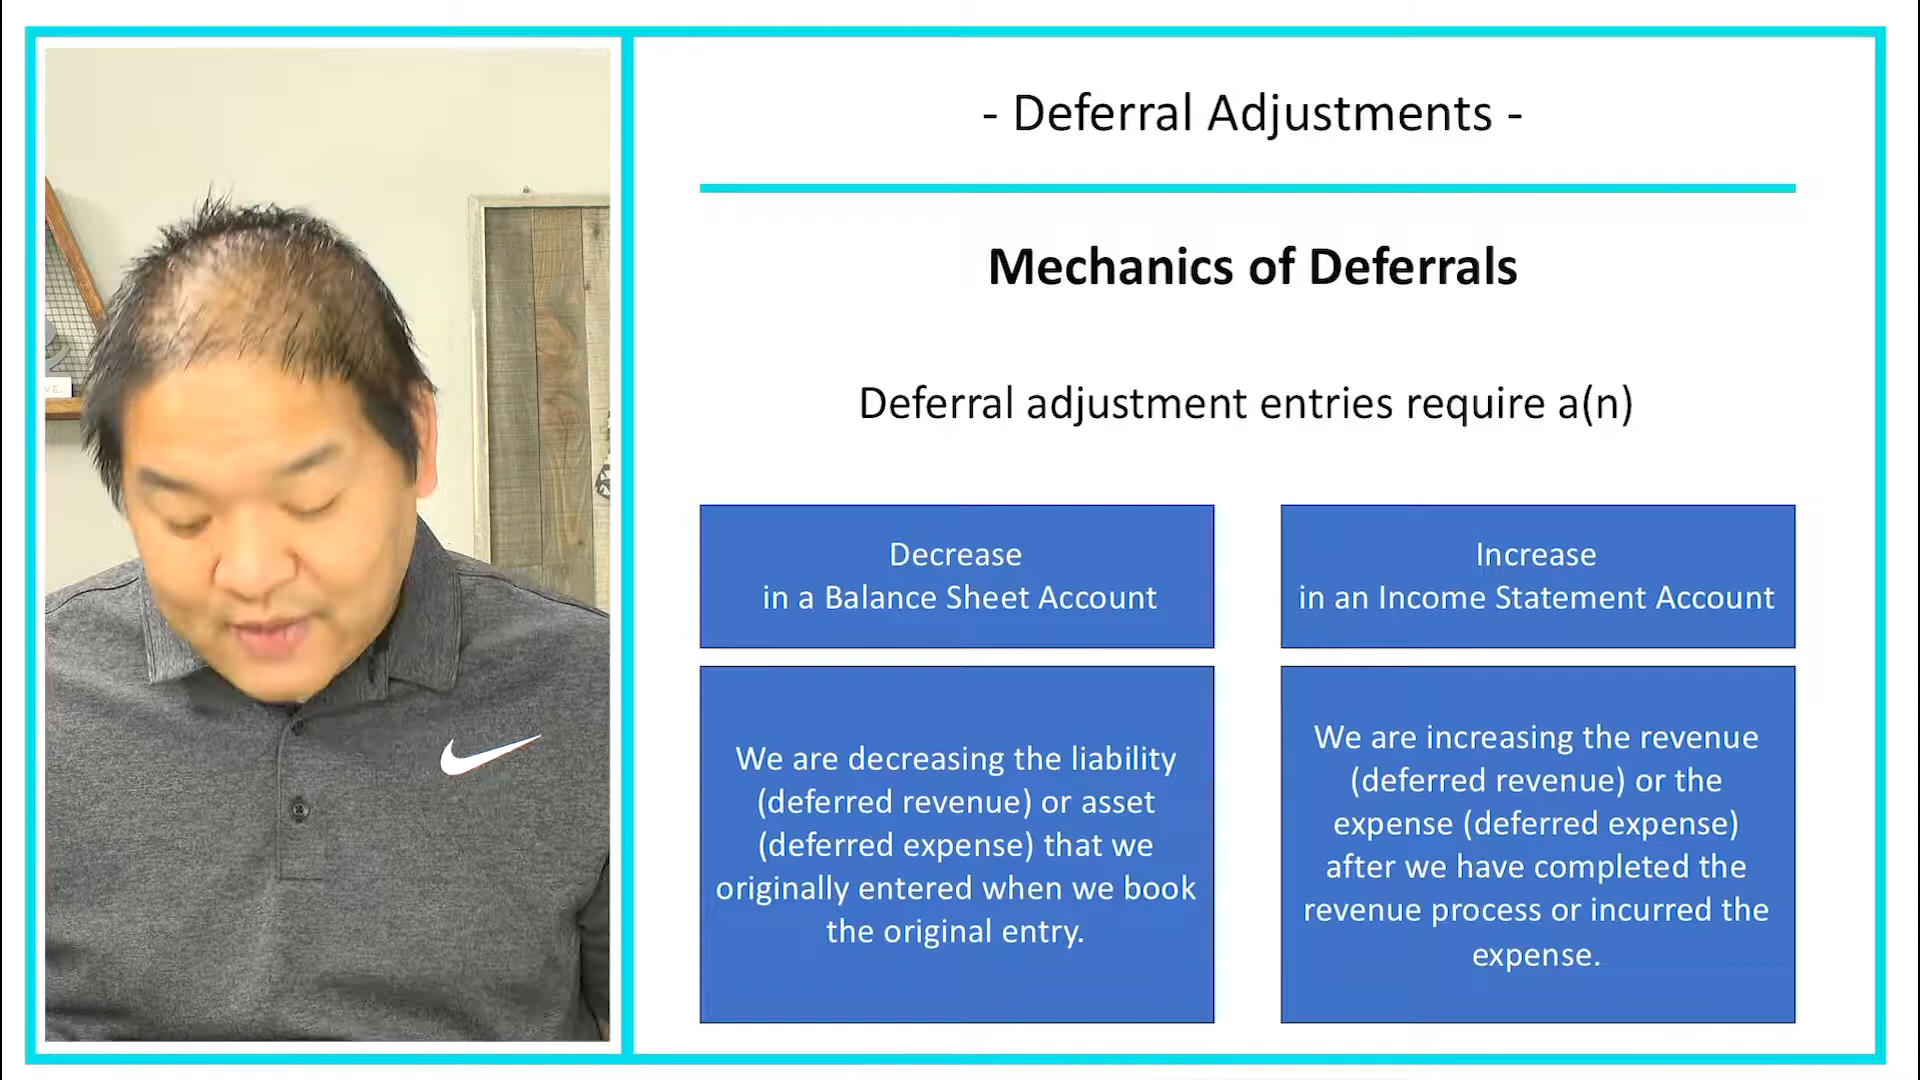 - Deferral Adjustments -
Mechanics of Deferrals
Deferral adjustment entries require a(n)
Decrease
in a Balance Sheet Account
Increase
in an Income Statement Account
We are decreasing the liability
(deferred revenue) or asset
(deferred expense) that we
originally entered when we book
the original entry.
We are increasing the revenue
(deferred revenue) or the
expense (deferred expense)
after we have completed the
revenue process or incurred the
expense.